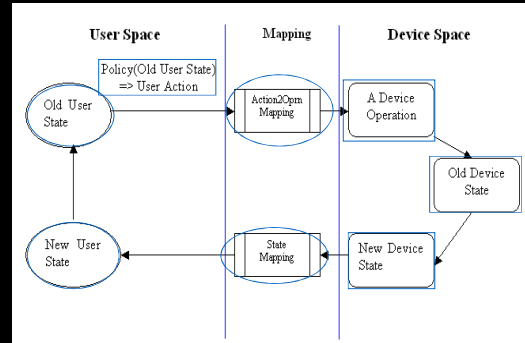 User Space
Mapping
Device Space
Policy(Old User State)
=> User Action
Old User
State
Action2Oprn
Mapping
A Device
Operation
Old Device
State
New User
State
State
Mapping
New Device
State